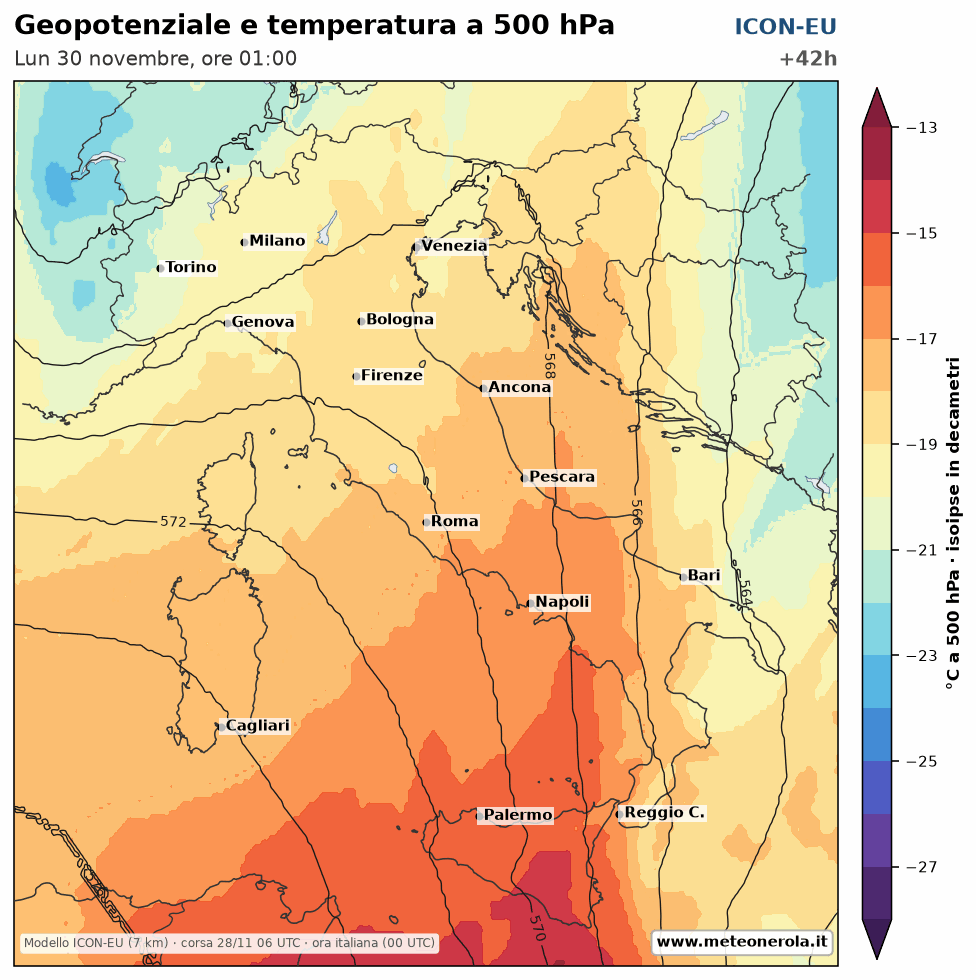 Geopotenziale e temperatura a 500 hPa
ICON-EU
Lun 30 novembre, ore 01:00
+42h
Milano
Venezia
Torino
Genova
Bologna
Firenze
568
Ancona
Pescara
572
Roma
566
Bari
564
Napoli
Cagliari
Palermo
Reggio C.
576
570
Modello ICON-EU (7 km) · corsa 28/11 06 UTC · ora italiana (00 UTC)
www.meteonerola.it
−13
−15
−17
−19
−21
−23
−25
−27
°C a 500 hPa · isoipse in decametri